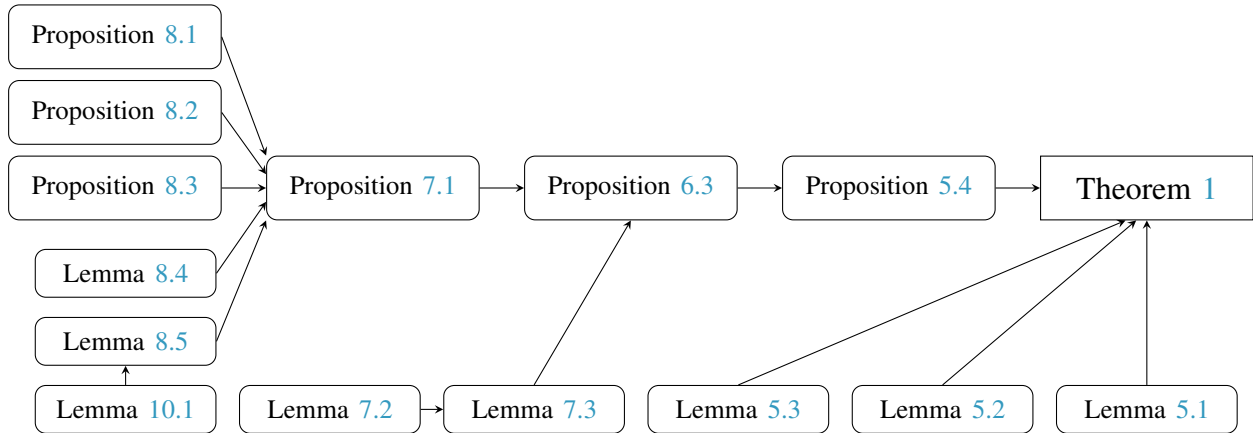 Proposition 8.1
Proposition 8.2
Proposition 8.3
Proposition 7.1
Proposition 6.3
Proposition 5.4
Theorem 1
Lemma 8.4
Lemma 8.5
Lemma 10.1
Lemma 7.2
Lemma 7.3
Lemma 5.3
Lemma 5.2
Lemma 5.1